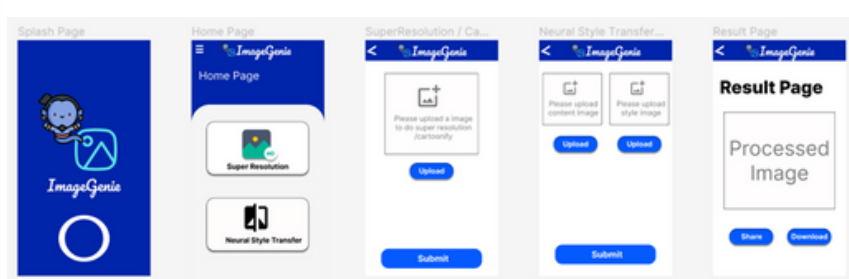 Splash Page
ImageGenie
Home Page
ImageGenie
Home Page
Super Resolution
Neural Style Transfer
SuperResolution / Ca...
ImageGenie
Please upload a image
to do super resolution
/cartoonify
Upload
Submit
Neural Style Transfer...
ImageGenie
Please upload
content image
Please upload
style image
Upload
Upload
Submit
Result Page
ImageGenie
Result Page
Processed
Image
Share
Download